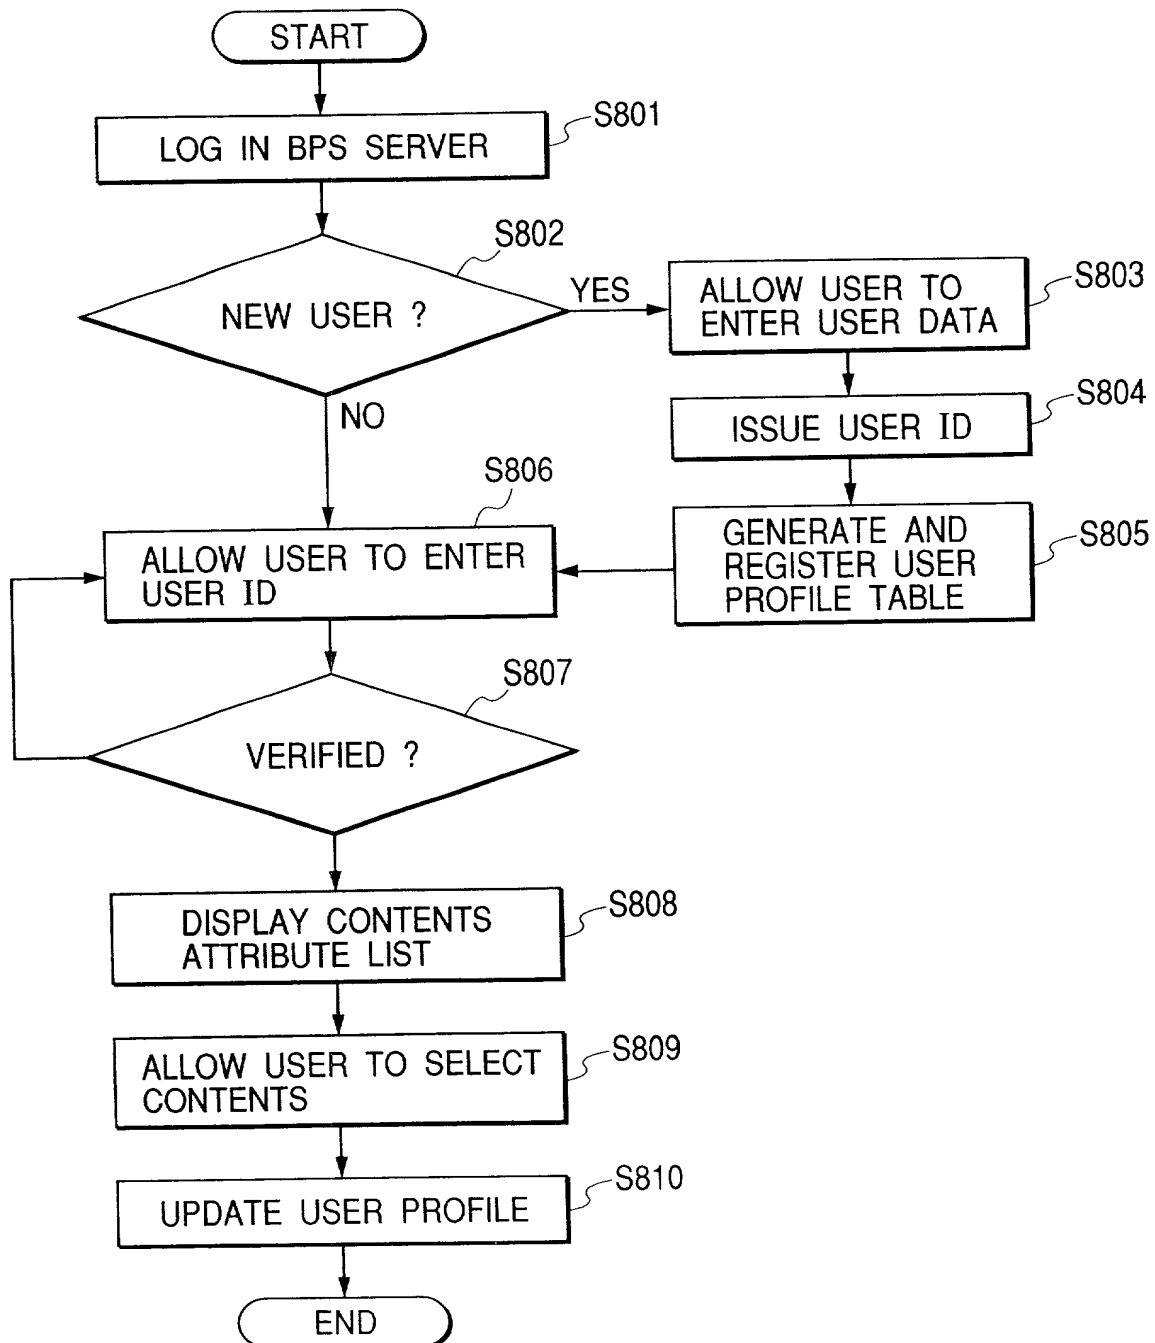 START
LOG IN BPS SERVER
S801
NEW USER ?
S802
YES
NO
ALLOW USER TO
ENTER USER DATA
S803
ISSUE USER ID
S804
GENERATE AND
REGISTER USER
PROFILE TABLE
S805
ALLOW USER TO ENTER
USER ID
S806
VERIFIED ?
S807
DISPLAY CONTENTS
ATTRIBUTE LIST
S808
ALLOW USER TO SELECT
CONTENTS
S809
UPDATE USER PROFILE
S810
END